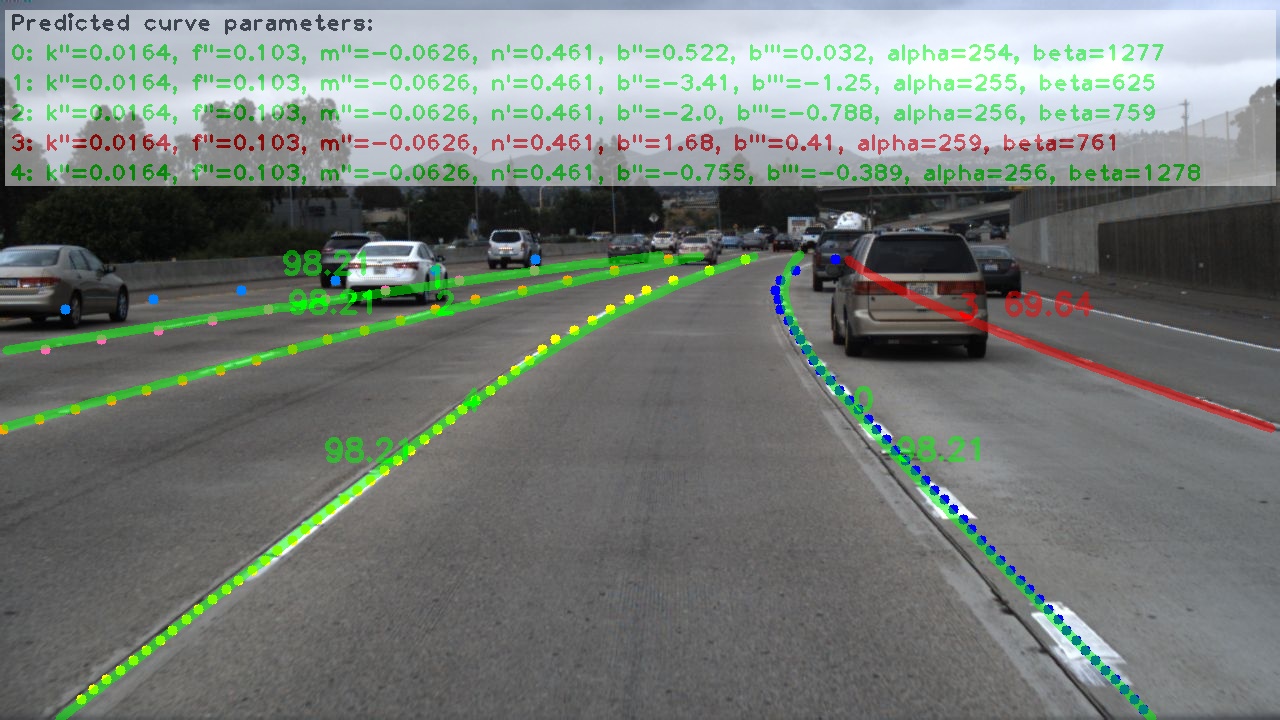 Predicted curve parameters:
0: k''=0.0164, f''=0.103, m''=-0.0626, n'=0.461, b''=0.522, b'''=0.032, alpha=254, beta=1277
1: k''=0.0164, f''=0.103, m''=-0.0626, n'=0.461, b''=-3.41, b'''=-1.25, alpha=255, beta=625
2: k''=0.0164, f''=0.103, m''=-0.0626, n'=0.461, b''=-2.0, b'''=-0.788, alpha=256, beta=759
3: k''=0.0164, f''=0.103, m''=-0.0626, n'=0.461, b''=1.68, b'''=0.41, alpha=259, beta=761
4: k''=0.0164, f''=0.103, m''=-0.0626, n'=0.461, b''=-0.755, b'''=-0.389, alpha=256, beta=1278
98.21 1
98.21 2
3 69.64
0
98.21 98.21